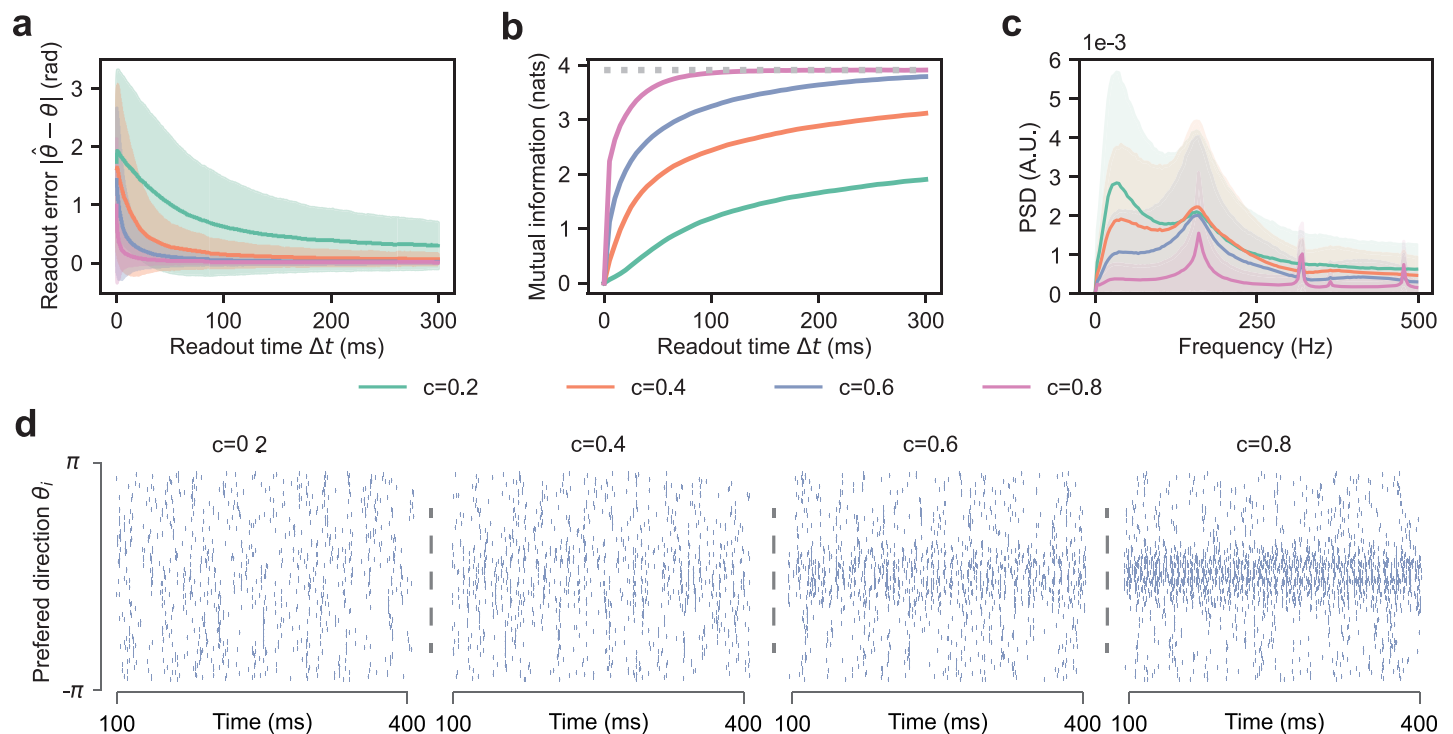 a
b
c
1e-3
Readout error |θ̂ − θ| (rad)
3
2
1
0
0
100
200
300
Readout time Δt (ms)
Mutual information (nats)
4
3
2
1
0
0
100
200
300
Readout time Δt (ms)
PSD (A.U.)
6
5
4
3
2
1
0
0
250
500
Frequency (Hz)
c=0.2
c=0.4
c=0.6
c=0.8
d
c=0 2
c=0.4
c=0.6
c=0.8
Prefered direction θi
π
-π
100
Time (ms)
400
100
Time (ms)
400
100
Time (ms)
400
100
Time (ms)
400